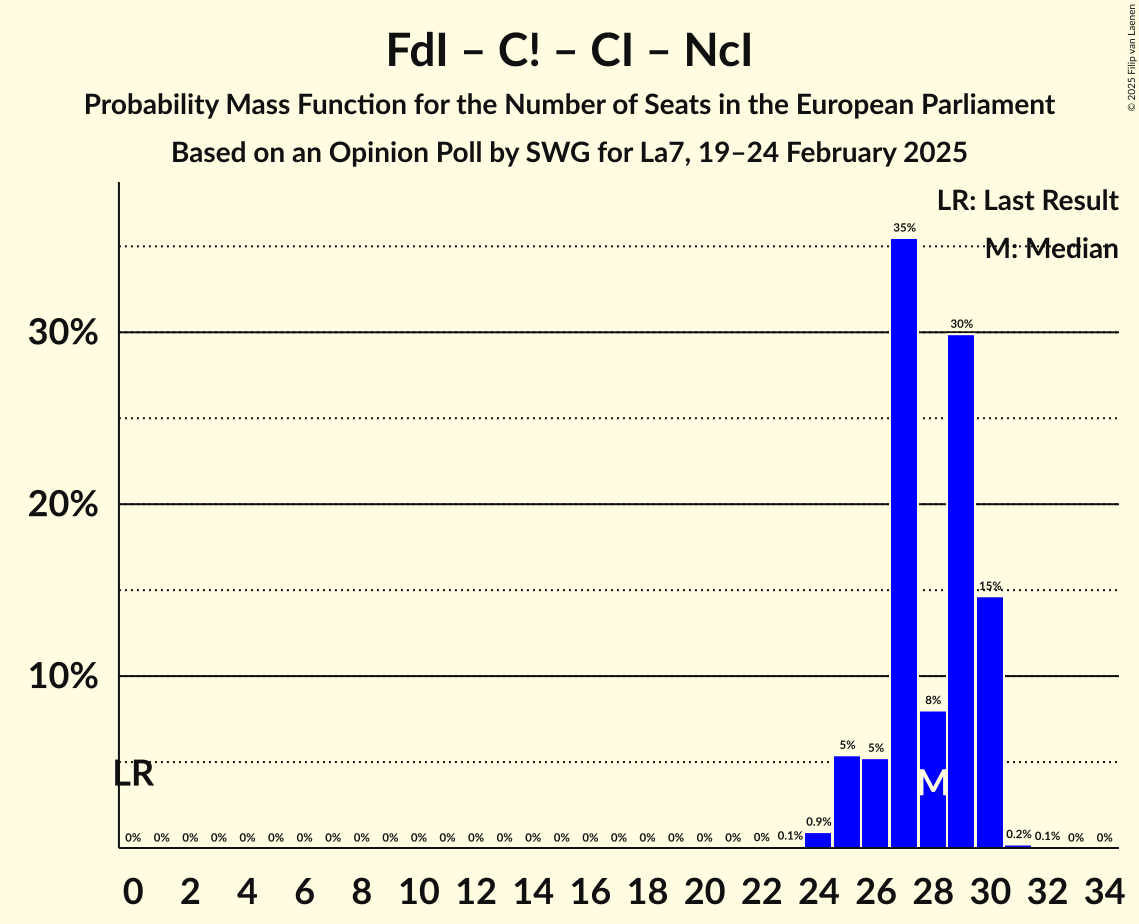 FdI – C! – CI – NcI
Probability Mass Function for the Number of Seats in the European Parliament
Based on an Opinion Poll by SWG for La7, 19–24 February 2025
© 2025 Filip van Laenen
LR: Last Result
M: Median
35%
30%
30%
20%
15%
10%
8%
5% 5%
LR
M
0% 0% 0% 0% 0% 0% 0% 0% 0% 0% 0% 0% 0% 0% 0% 0% 0% 0% 0% 0% 0% 0% 0% 0.1% 0.9% 0.2% 0.1% 0% 0%
0 2 4 6 8 10 12 14 16 18 20 22 24 26 28 30 32 34